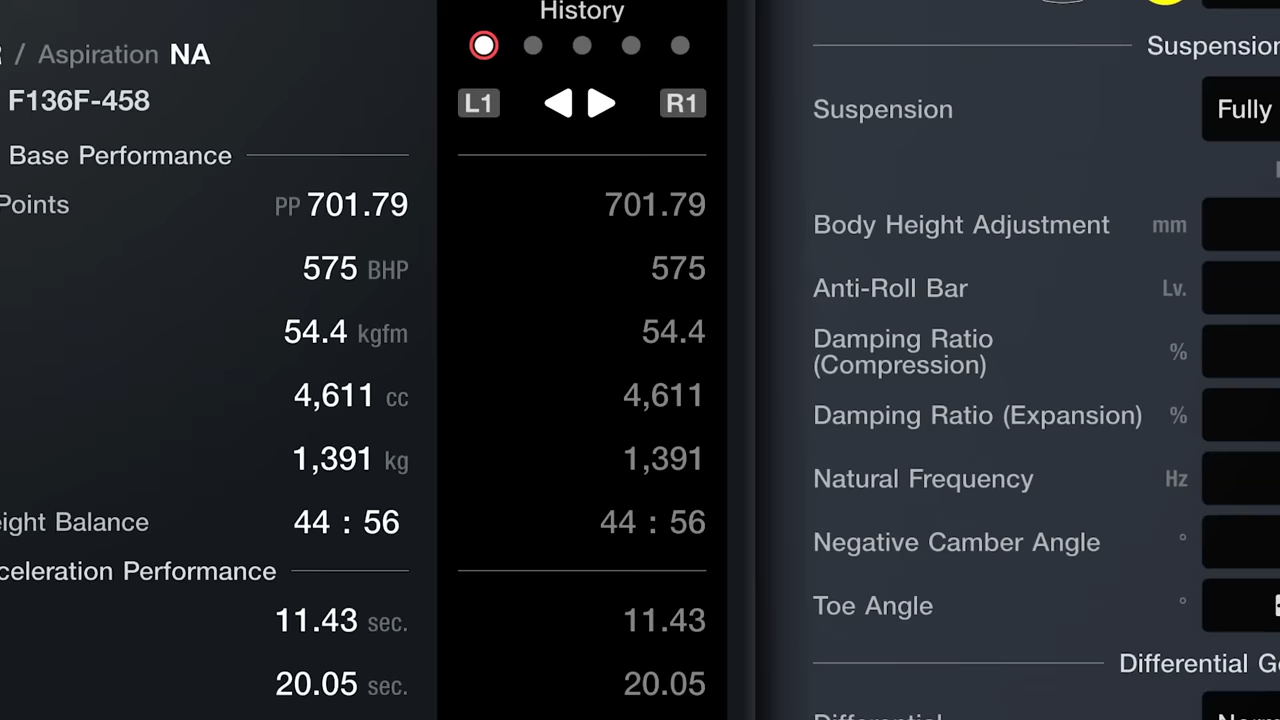 / Aspiration NA
F136F-458
Base Performance
Points PP 701.79
575 BHP
54.4 kgfm
4,611 cc
1,391 kg
eight Balance 44 : 56
celeration Performance
11.43 sec.
20.05 sec.
History
L1 R1
701.79
575
54.4
4,611
1,391
44 : 56
11.43
20.05
Suspension
Suspension Fully
Body Height Adjustment mm
Anti-Roll Bar Lv.
Damping Ratio
(Compression) %
Damping Ratio (Expansion) %
Natural Frequency Hz
Negative Camber Angle °
Toe Angle °
Differential G
Differential